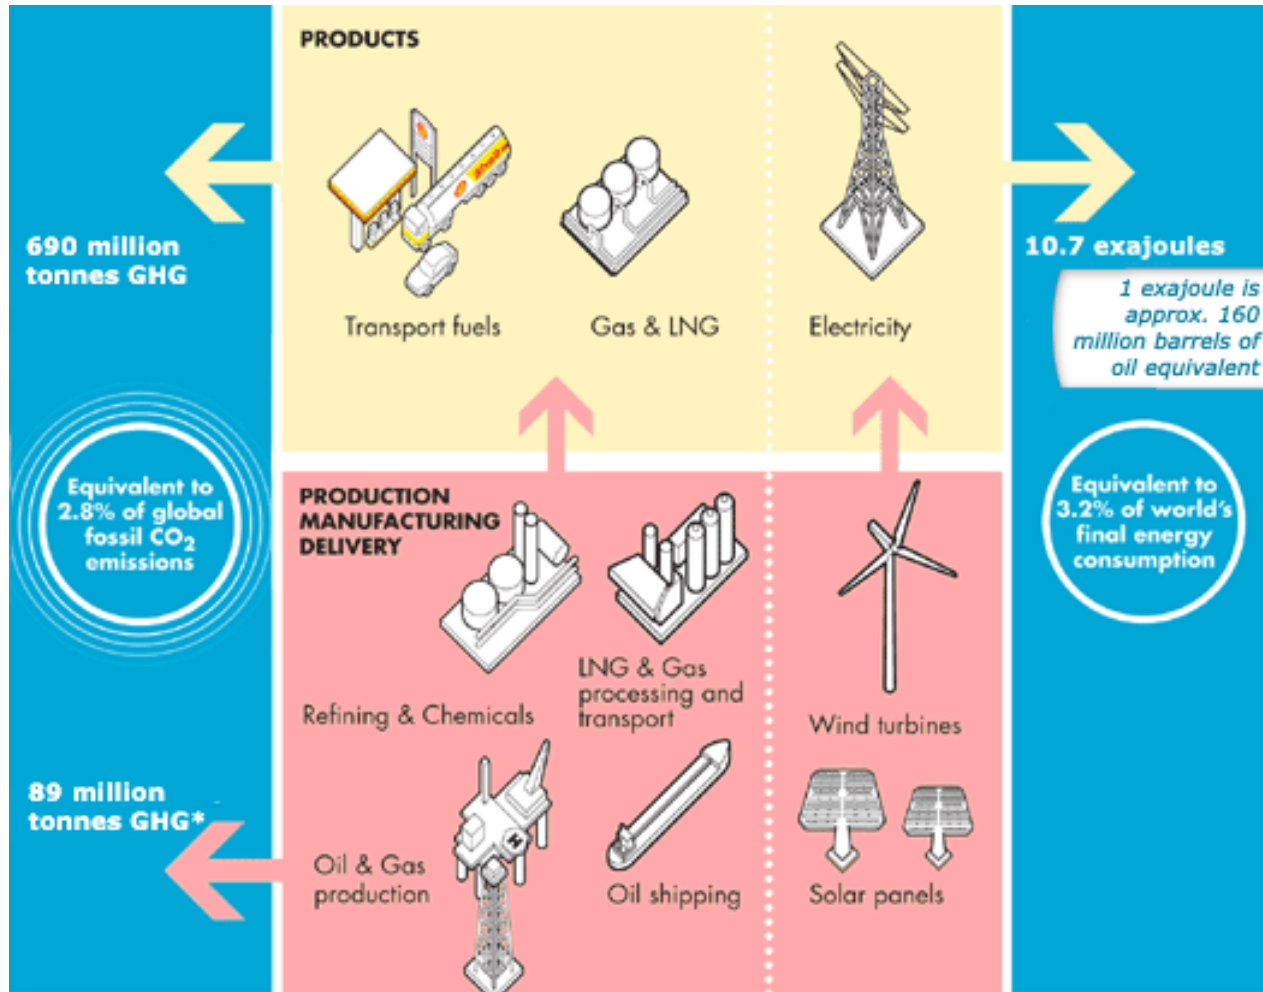 PRODUCTS
690 million
tonnes GHG
Transport fuels
Gas & LNG
Electricity
10.7 exajoules
1 exajoule is
approx. 160
million barrels of
oil equivalent
Equivalent to
2.8% of global
fossil CO₂
emissions
Equivalent to
3.2% of world's
final energy
consumption
PRODUCTION
MANUFACTURING
DELIVERY
Refining & Chemicals
LNG & Gas
processing and
transport
Wind turbines
89 million
tonnes GHG*
Oil & Gas
production
H
Oil shipping
Solar panels